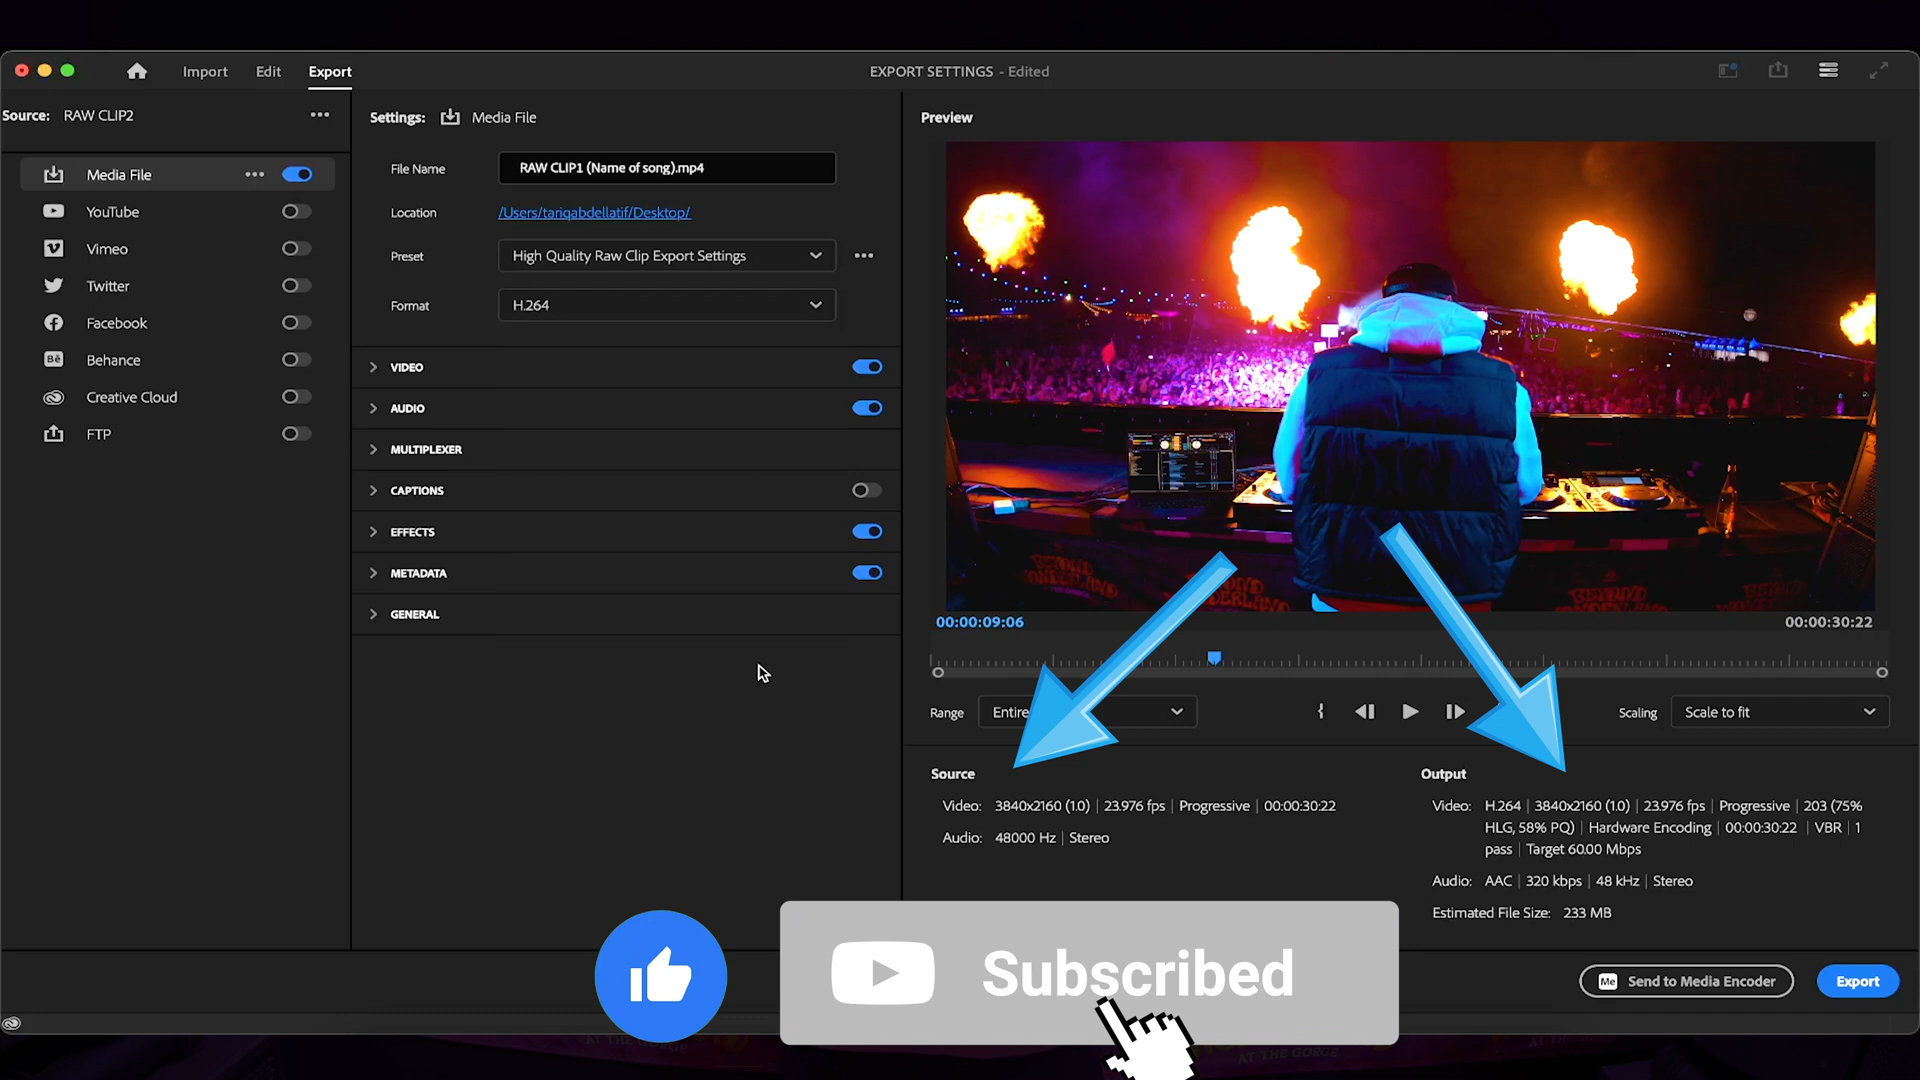 Import
Edit
Export
EXPORT SETTINGS - Edited
Source: RAW CLIP2
Media File
YouTube
Vimeo
Twitter
Facebook
Behance
Creative Cloud
FTP
Settings: Media File
File Name RAW CLIP1 (Name of song).mp4
Location /Users/tariqabdellatif/Desktop/
Preset High Quality Raw Clip Export Settings
Format H.264
VIDEO
AUDIO
MULTIPLEXER
CAPTIONS
EFFECTS
METADATA
GENERAL
Preview
00:00:09:06
00:00:30:22
Range Entire
Scaling Scale to fit
Source
Video: 3840x2160 (1.0) | 23.976 fps | Progressive | 00:00:30:22
Audio: 48000 Hz | Stereo
Output
Video: H.264 | 3840x2160 (1.0) | 23.976 fps | Progressive | 203 (75%
HLG, 58% PQ) | Hardware Encoding | 00:00:30:22 | VBR | 1
pass | Target 60.00 Mbps
Audio: AAC | 320 kbps | 48 kHz | Stereo
Estimated File Size: 233 MB
Subscribed
Me Send to Media Encoder
Export
AT THE GORGE